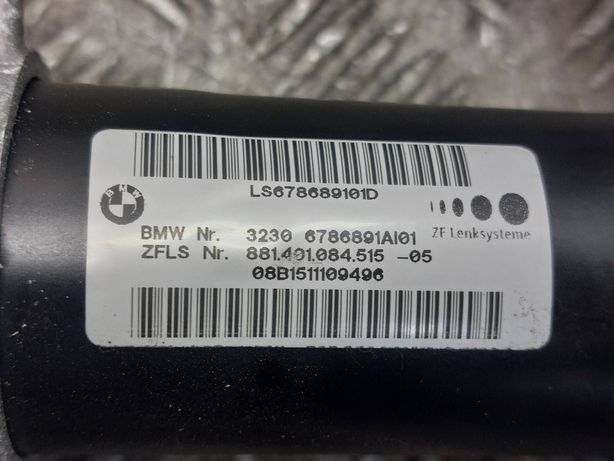 LS678689101D
BMW
BMW Nr. 3230 6786891AI01
ZF Lenksysteme
ZFLS Nr. 881.401.084.515 -05
08B1511109496